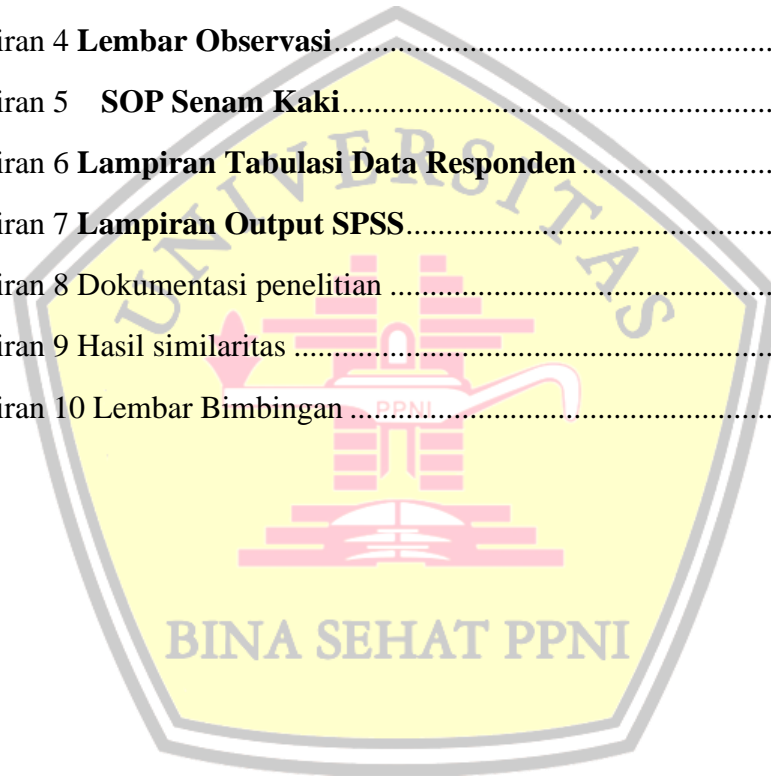 iran 4 Lembar Observasi....................................................................
iran 5 SOP Senam Kaki....................................................................
iran 6 Lampiran Tabulasi Data Responden..............................
iran 7 Lampiran Output SPSS.........................................................
iran 8 Dokumentasi penelitian ............................................................
iran 9 Hasil similaritas .........................................................................
iran 10 Lembar Bimbingan ................................................................
UNIVERSITAS
PPNI
BINA SEHAT PPNI